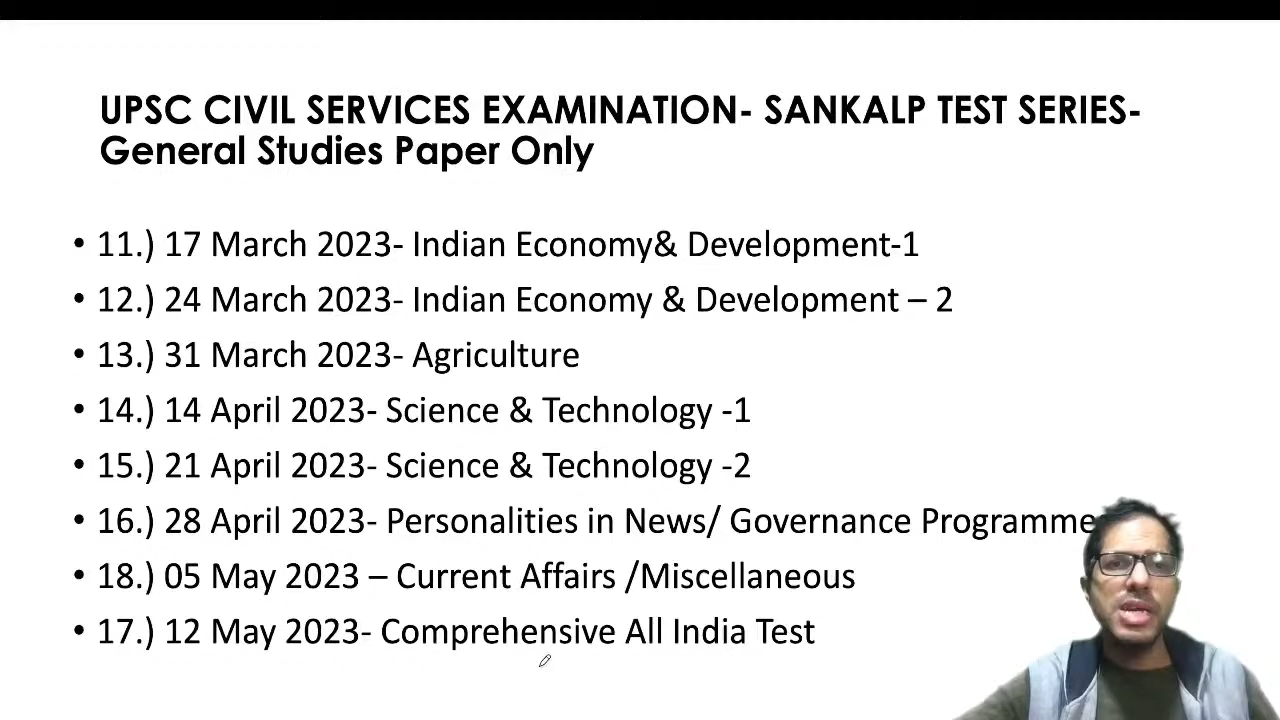 UPSC CIVIL SERVICES EXAMINATION- SANKALP TEST SERIES-
General Studies Paper Only
• 11.) 17 March 2023- Indian Economy& Development-1
• 12.) 24 March 2023- Indian Economy & Development – 2
• 13.) 31 March 2023- Agriculture
• 14.) 14 April 2023- Science & Technology -1
• 15.) 21 April 2023- Science & Technology -2
• 16.) 28 April 2023- Personalities in News/ Governance Programme
• 18.) 05 May 2023 – Current Affairs /Miscellaneous
• 17.) 12 May 2023- Comprehensive All India Test